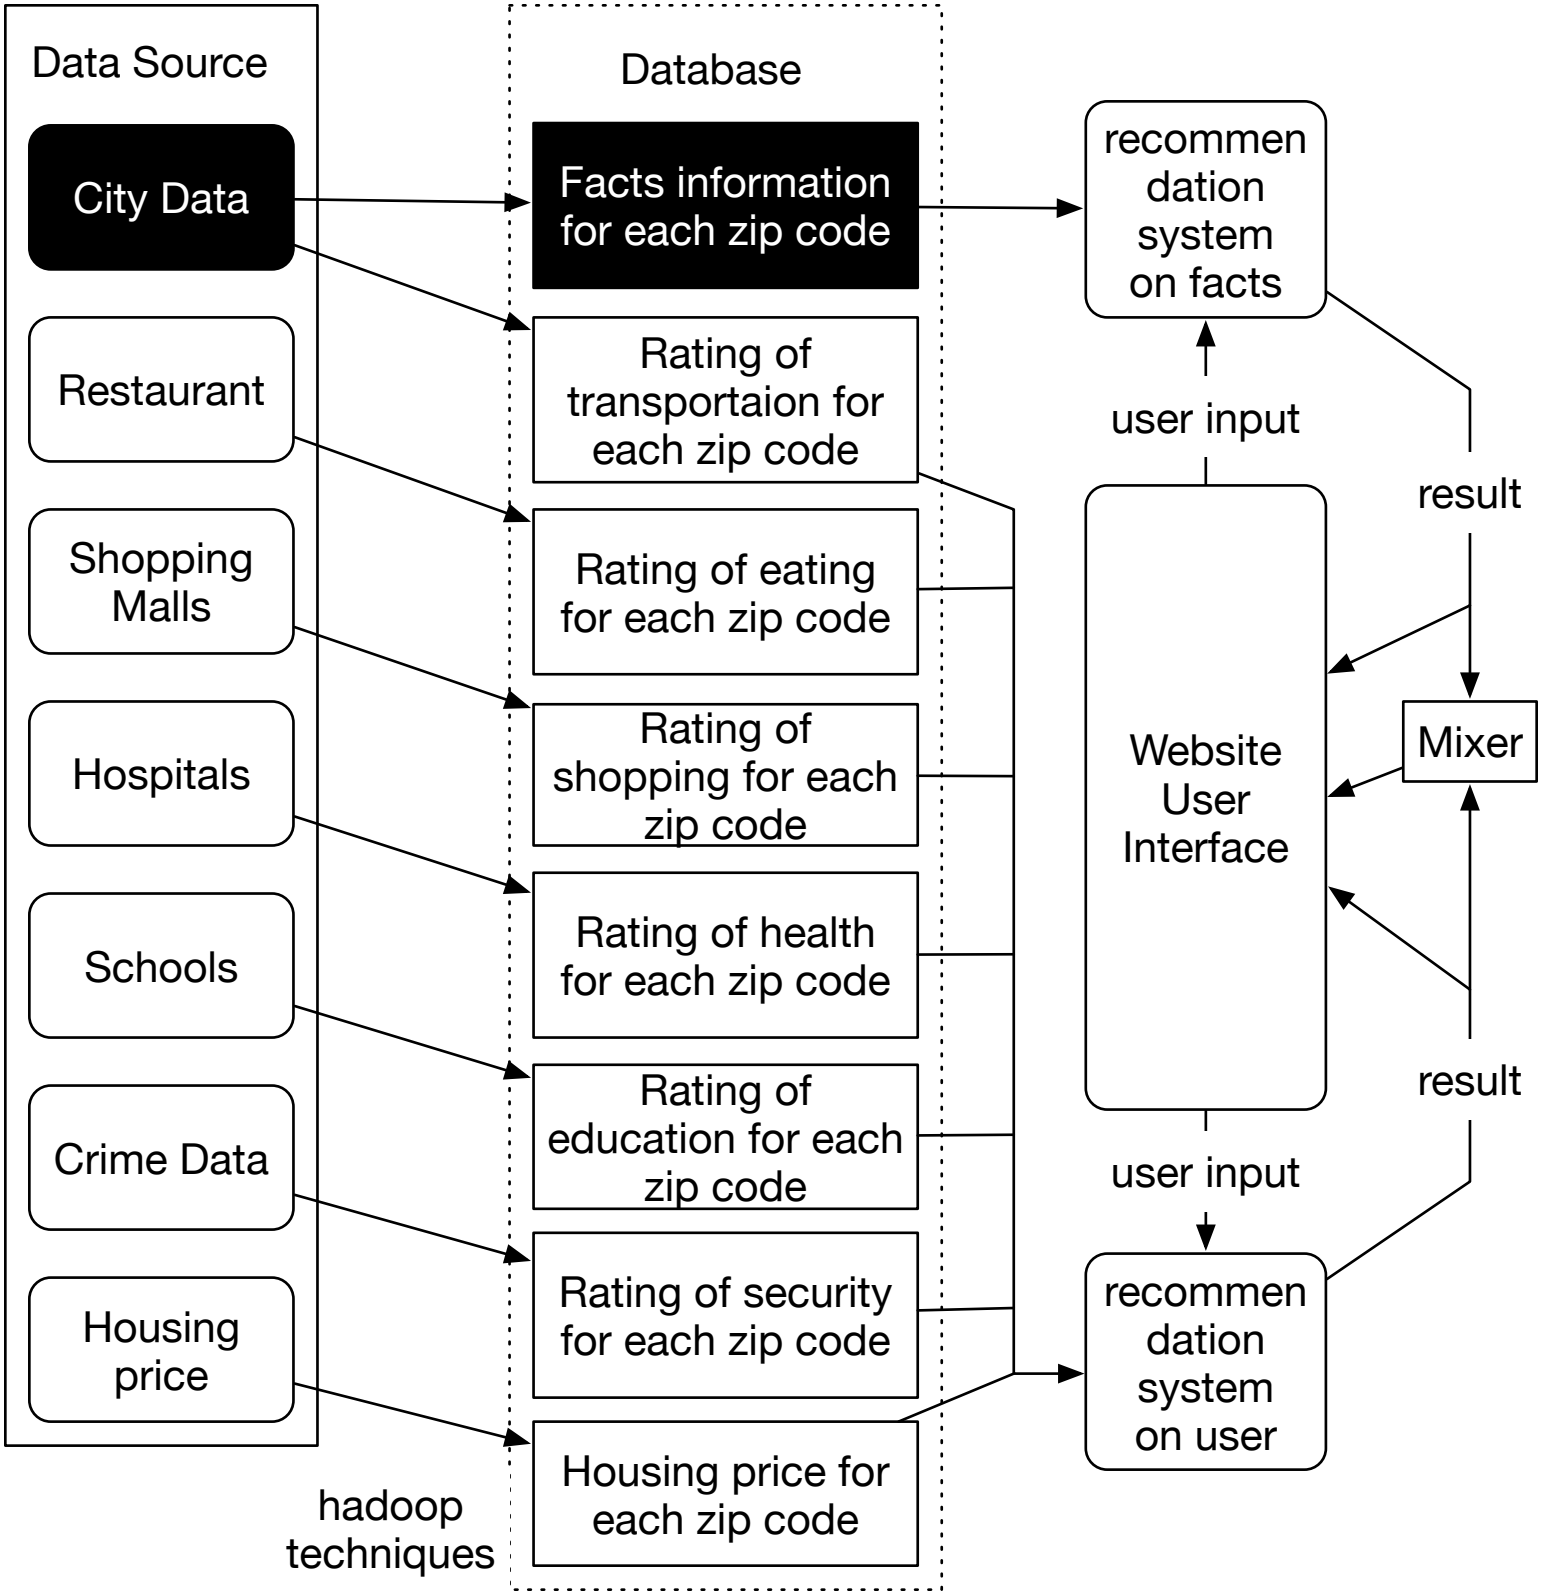 Data Source
City Data
Restaurant
Shopping
Malls
Hospitals
Schools
Crime Data
Housing
price
hadoop
techniques
Database
Facts information
for each zip code
Rating of
transportaion for
each zip code
Rating of eating
for each zip code
Rating of
shopping for each
zip code
Rating of health
for each zip code
Rating of
education for each
zip code
Rating of security
for each zip code
Housing price for
each zip code
recommen
dation
system
on facts
user input
Website
User
Interface
user input
recommen
dation
system
on user
result
Mixer
result